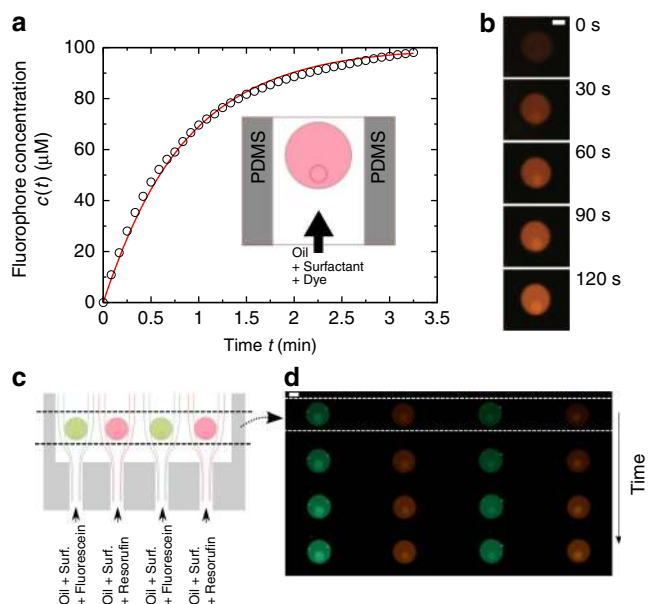 a
Fluorophore concentration
c(t) (μM)
100
80
60
40
20
0
0
0.5
1
1.5
2
2.5
3
3.5
Time t (min)
PDMS
PDMS
Oil
+ Surfactant
+ Dye
b
0 s
30 s
60 s
90 s
120 s
c
Oil + Surf.
+ Fluorescein
Oil + Surf.
+ Resorufin
Oil + Surf.
+ Fluorescein
Oil + Surf.
+ Resorufin
d
Time